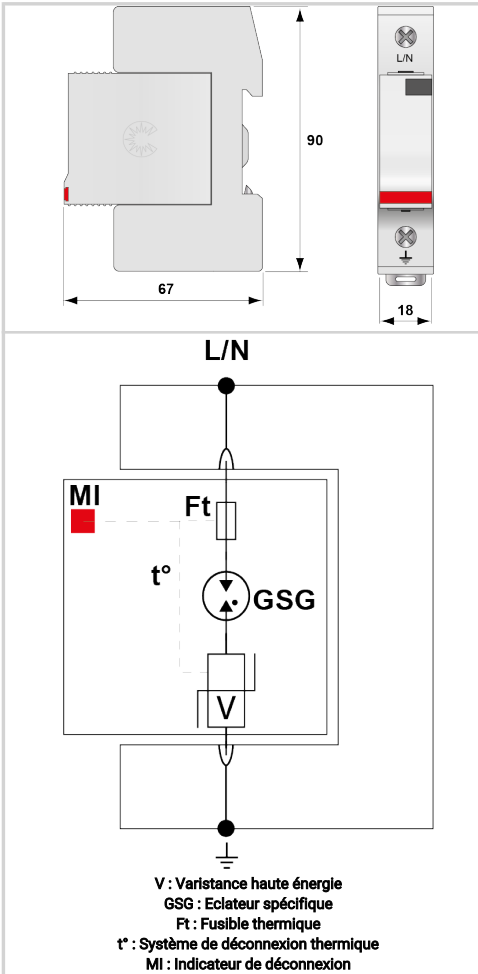 L/N
90
67
18
L/N
MI
Ft
t°
GSG
V
V : Varistance haute énergie
GSG : Eclateur spécifique
Ft : Fusible thermique
t° : Système de déconnexion thermique
MI : Indicateur de déconnexion